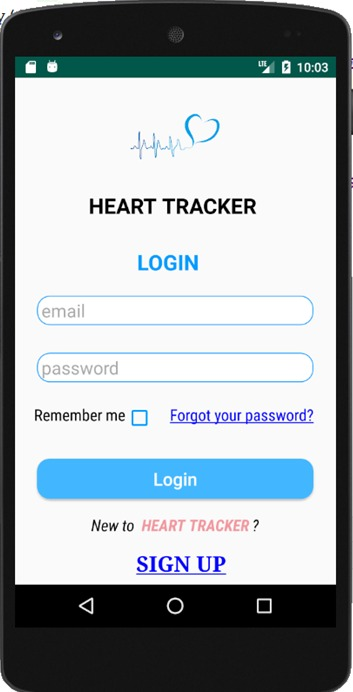 LTE 10:03
HEART TRACKER
LOGIN
email
password
Remember me Forgot your password?
Login
New to HEART TRACKER ?
SIGN UP